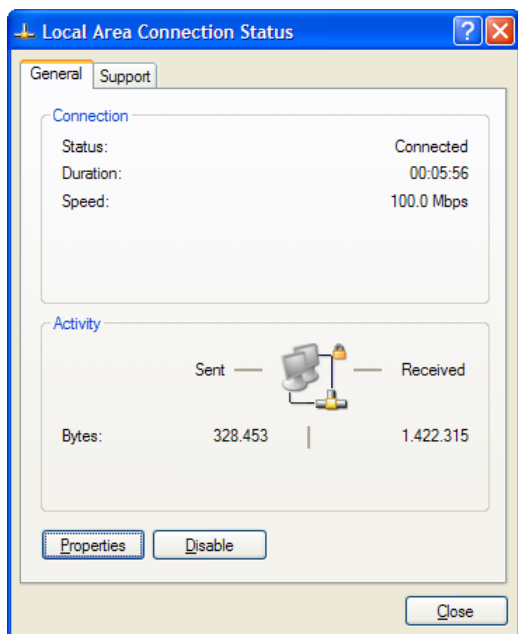 Local Area Connection Status
General Support
Connection
Status: Connected
Duration: 00:05:56
Speed: 100.0 Mbps
Activity
Sent Received
Bytes: 328.453 1.422.315
Properties Disable
Close